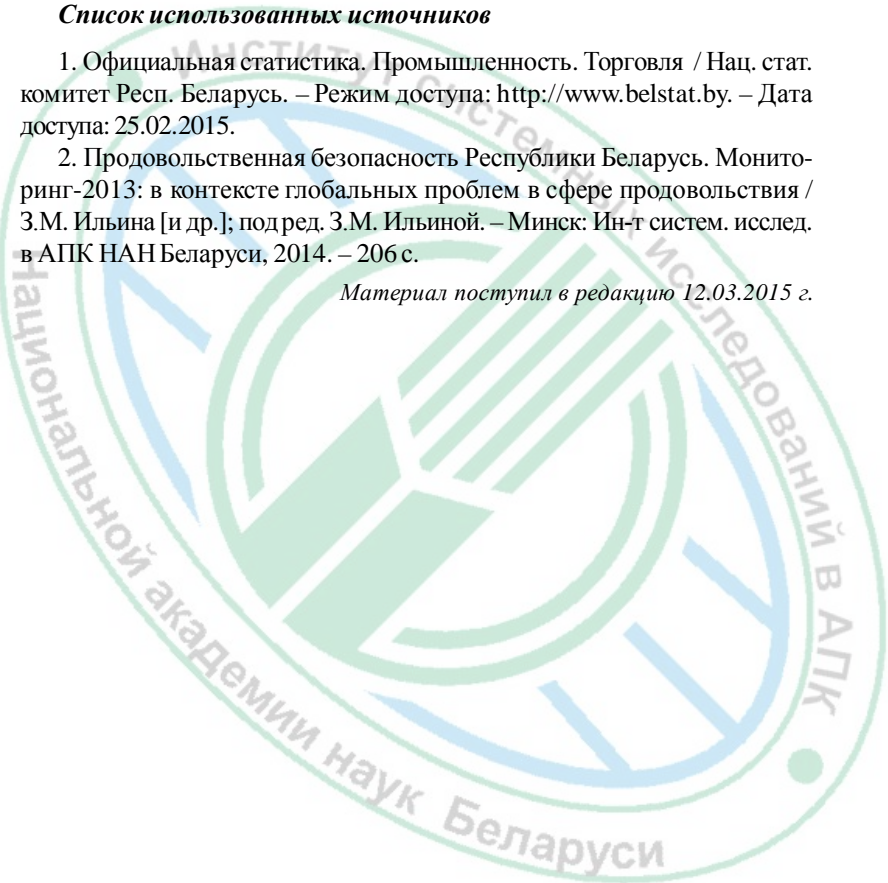 Список использованных источников
1. Официальная статистика. Промышленность. Торговля / Нац. стат.
комитет Респ. Беларусь. – Режим доступа: http://www.belstat.by. – Дата
доступа: 25.02.2015.
2. Продовольственная безопасность Республики Беларусь. Монито-
ринг-2013: в контексте глобальных проблем в сфере продовольствия /
З.М. Ильина [и др.]; под ред. З.М. Ильиной. – Минск: Ин-т систем. исслед.
в АПК НАН Беларуси, 2014. – 206 с.
Материал поступил в редакцию 12.03.2015 г.
Институт системных исследований в АПК
Национальной академии наук Беларуси